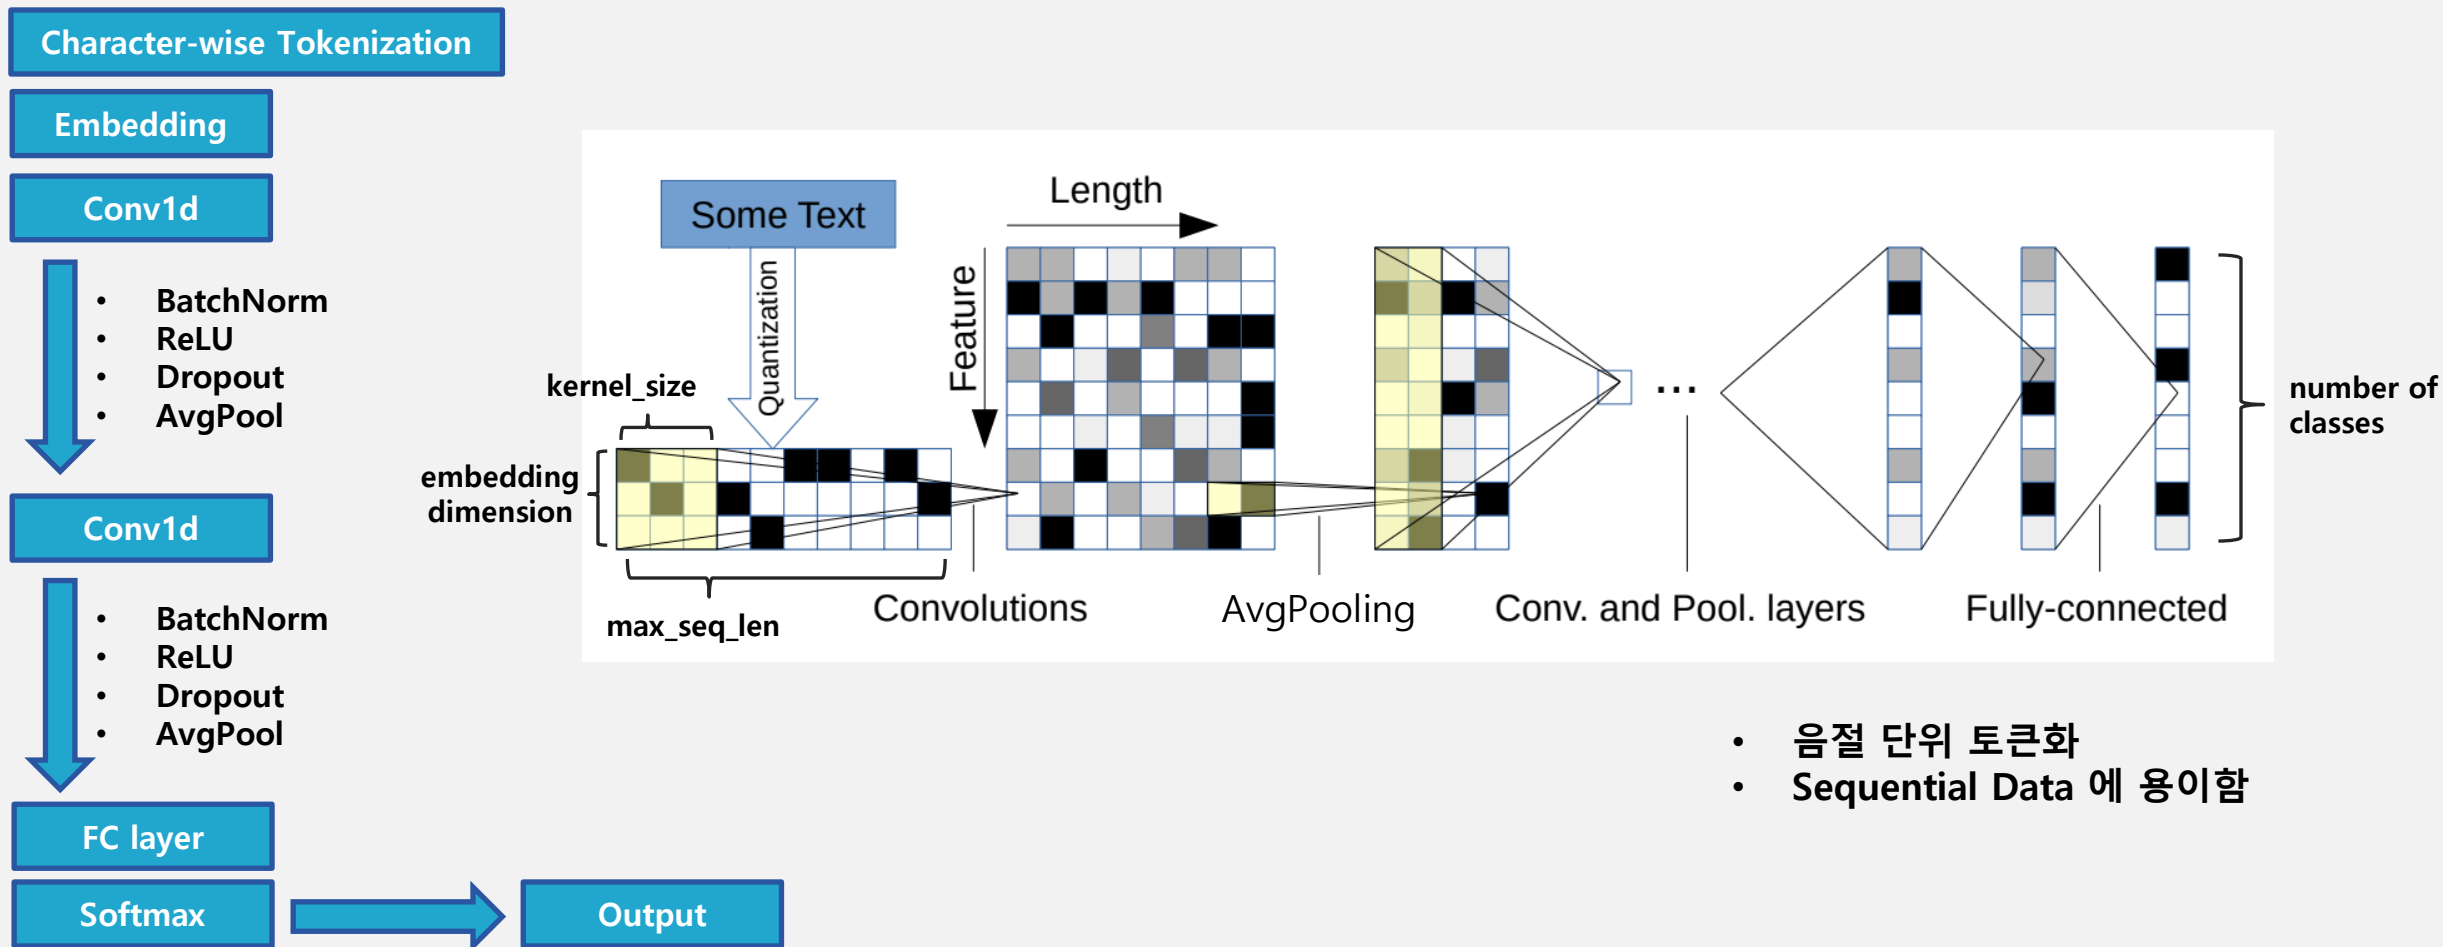 Character-wise Tokenization
Embedding
Conv1d
• BatchNorm
• ReLU
• Dropout
• AvgPool
Conv1d
• BatchNorm
• ReLU
• Dropout
• AvgPool
FC layer
Softmax
Output
Some Text
Quantization
kernel_size
embedding
dimension
max_seq_len
Length
Feature
Convolutions
AvgPooling
...
Conv. and Pool. layers
Fully-connected
number of
classes
• 음절 단위 토큰화
• Sequential Data 에 용이함